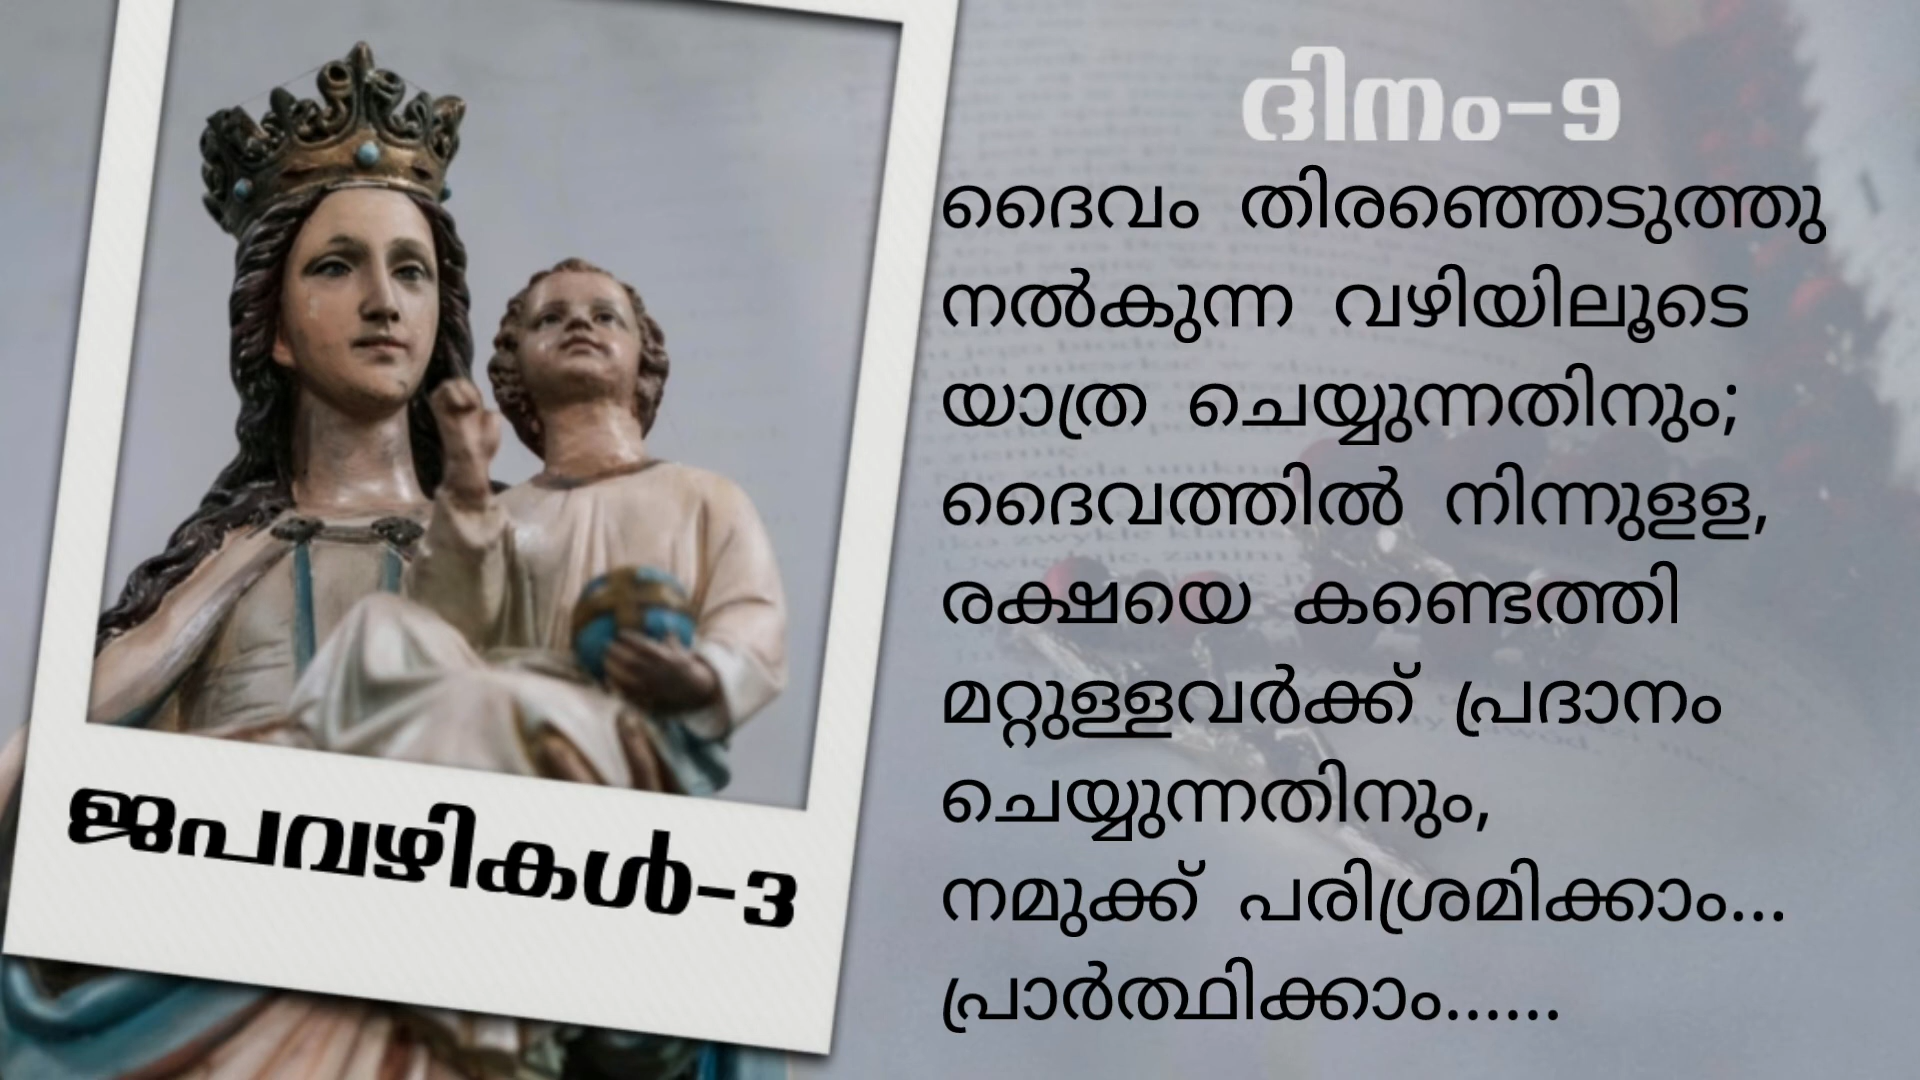 ദിനം-9
ദൈവം തിരഞ്ഞെടുത്തു
നൽകുന്ന വഴിയിലൂടെ
യാത്ര ചെയ്യുന്നതിനും;
ദൈവത്തിൽ നിന്നുളള,
രക്ഷയെ കണ്ടെത്തി
മറ്റുള്ളവർക്ക് പ്രദാനം
ചെയ്യുന്നതിനും,
നമുക്ക് പരിശ്രമിക്കാം...
പ്രാർത്ഥിക്കാം......
ജപവഴികൾ-3